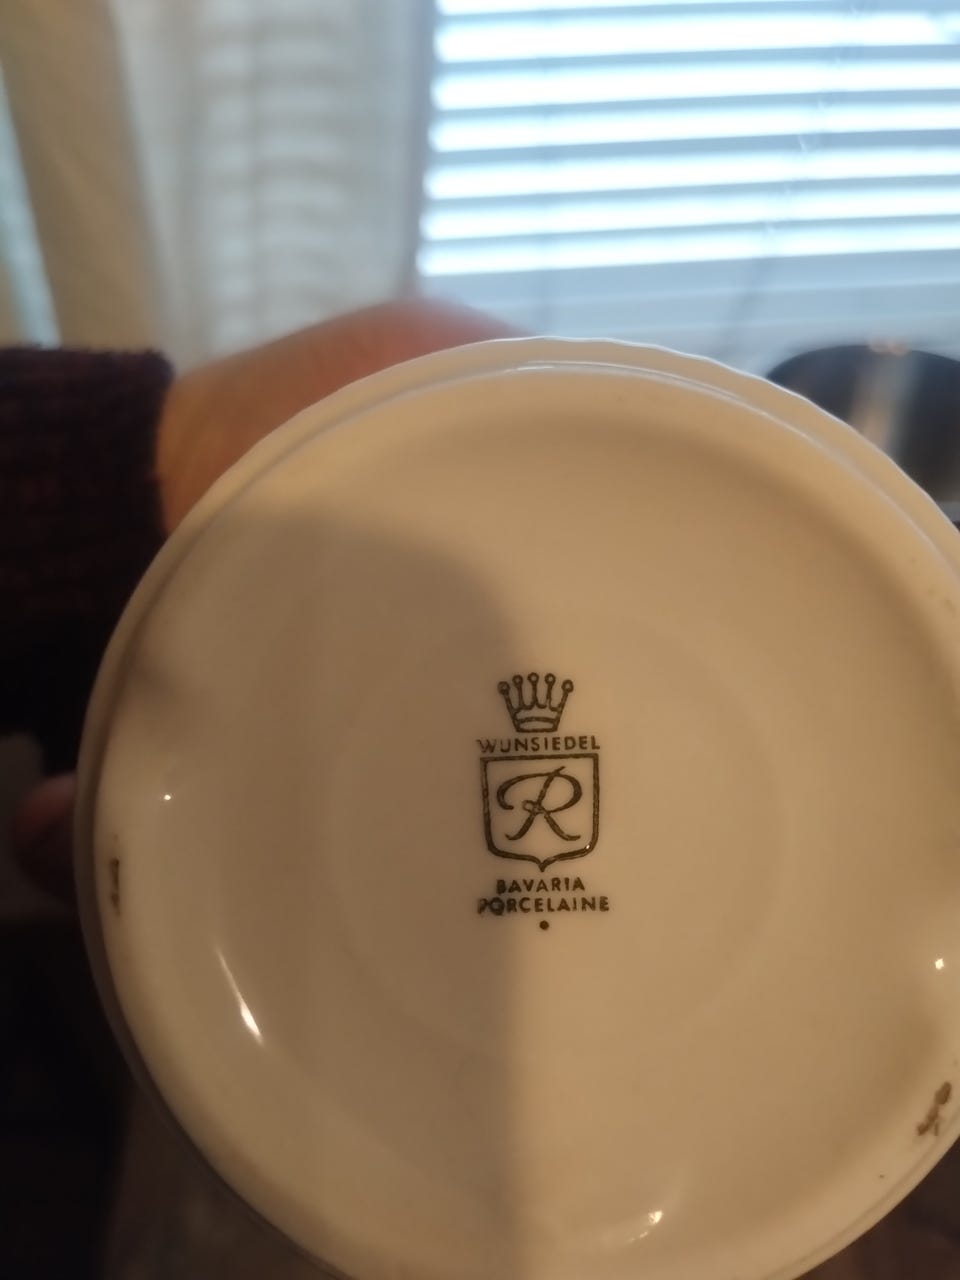 WUNSIEDEL
R
BAVARIA
PORCELAINE